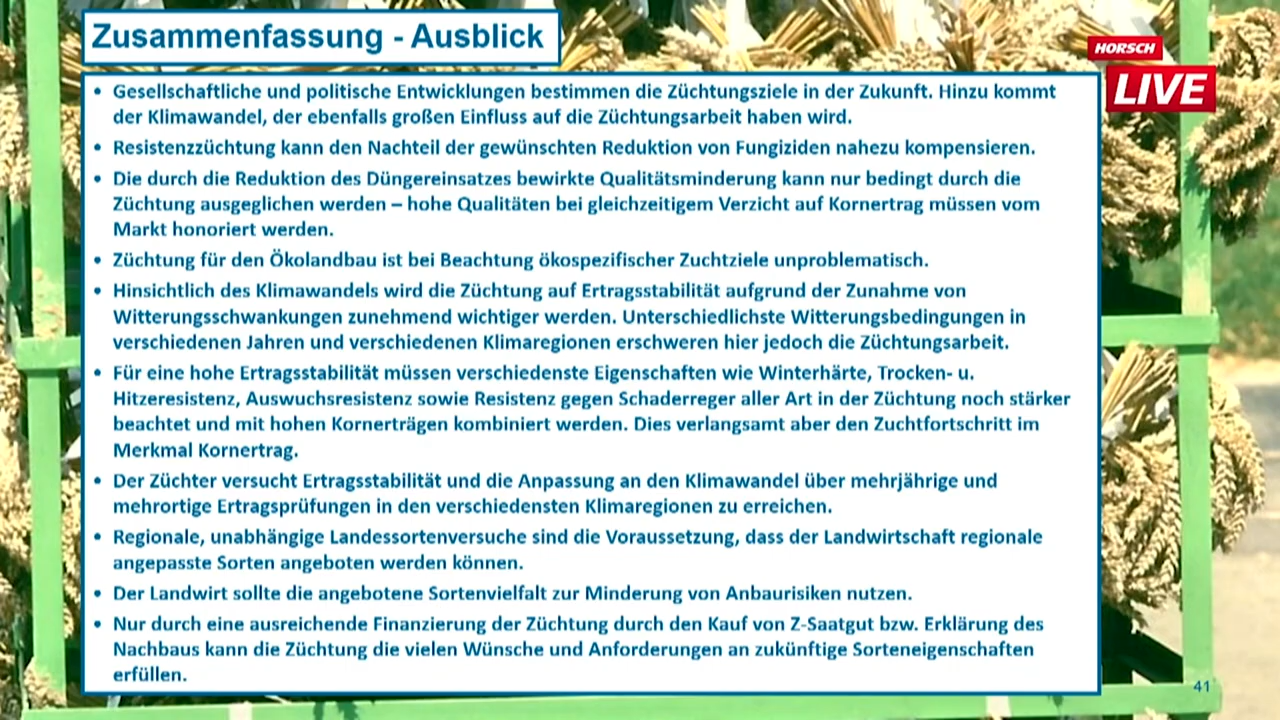 Zusammenfassung - Ausblick
HORSCH
LIVE
• Gesellschaftliche und politische Entwicklungen bestimmen die Züchtungsziele in der Zukunft. Hinzu kommt
der Klimawandel, der ebenfalls großen Einfluss auf die Züchtungsarbeit haben wird.
• Resistenzzüchtung kann den Nachteil der gewünschten Reduktion von Fungiziden nahezu kompensieren.
• Die durch die Reduktion des Düngereinsatzes bewirkte Qualitätsminderung kann nur bedingt durch die
Züchtung ausgeglichen werden – hohe Qualitäten bei gleichzeitigem Verzicht auf Kornertrag müssen vom
Markt honoriert werden.
• Züchtung für den Ökolandbau ist bei Beachtung ökospezifischer Zuchtziele unproblematisch.
• Hinsichtlich des Klimawandels wird die Züchtung auf Ertragsstabilität aufgrund der Zunahme von
Witterungsschwankungen zunehmend wichtiger werden. Unterschiedlichste Witterungsbedingungen in
verschiedenen Jahren und verschiedenen Klimaregionen erschweren hier jedoch die Züchtungsarbeit.
• Für eine hohe Ertragsstabilität müssen verschiedenste Eigenschaften wie Winterhärte, Trocken- u.
Hitzeresistenz, Auswuchsresistenz sowie Resistenz gegen Schaderreger aller Art in der Züchtung noch stärker
beachtet und mit hohen Kornerträgen kombiniert werden. Dies verlangsamt aber den Zuchtfortschritt im
Merkmal Kornertrag.
• Der Züchter versucht Ertragsstabilität und die Anpassung an den Klimawandel über mehrjährige und
mehrortige Ertragsprüfungen in den verschiedensten Klimaregionen zu erreichen.
• Regionale, unabhängige Landessortenversuche sind die Voraussetzung, dass der Landwirtschaft regionale
angepasste Sorten angeboten werden können.
• Der Landwirt sollte die angebotene Sortenvielfalt zur Minderung von Anbaurisiken nutzen.
• Nur durch eine ausreichende Finanzierung der Züchtung durch den Kauf von Z-Saatgut bzw. Erklärung des
Nachbaus kann die Züchtung die vielen Wünsche und Anforderungen an zukünftige Sorteneigenschaften
erfüllen.
41